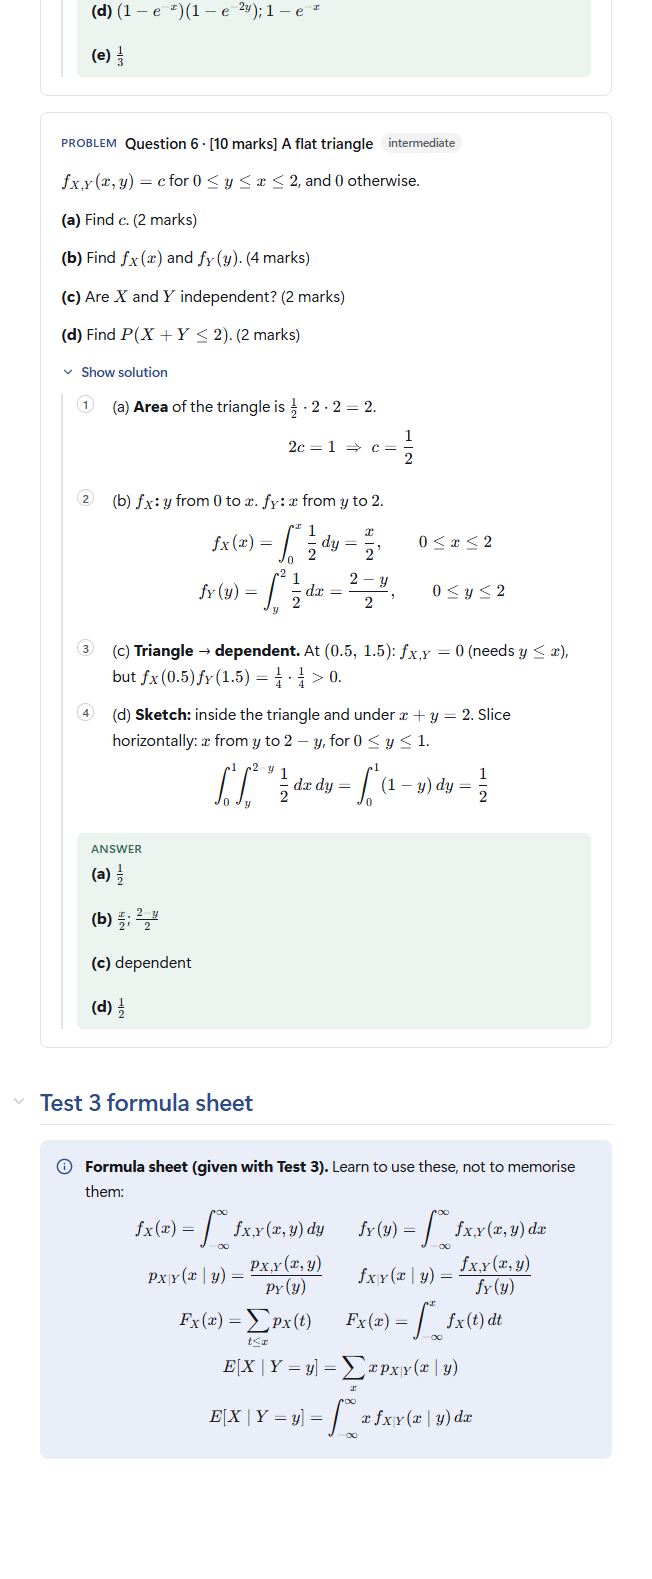 (d) (1 − e^{−x})(1 − e^{−2y}); 1 − e^{−x}
(e) 1/3
PROBLEM Question 6 · [10 marks] A flat triangle intermediate
f_{X,Y}(x, y) = c for 0 ≤ y ≤ x ≤ 2, and 0 otherwise.
(a) Find c. (2 marks)
(b) Find f_X(x) and f_Y(y). (4 marks)
(c) Are X and Y independent? (2 marks)
(d) Find P(X + Y ≤ 2). (2 marks)
Show solution
1 (a) Area of the triangle is 1/2 · 2 · 2 = 2.
2c = 1 ⇒ c = 1/2
2 (b) f_X: y from 0 to x. f_Y: x from y to 2.
f_X(x) = ∫_0^x 1/2 dy = x/2, 0 ≤ x ≤ 2
f_Y(y) = ∫_y^2 1/2 dx = (2 − y)/2, 0 ≤ y ≤ 2
3 (c) Triangle → dependent. At (0.5, 1.5): f_{X,Y} = 0 (needs y ≤ x),
but f_X(0.5) f_Y(1.5) = 1/4 · 1/4 > 0.
4 (d) Sketch: inside the triangle and under x + y = 2. Slice
horizontally: x from y to 2 − y, for 0 ≤ y ≤ 1.
∫_0^1 ∫_y^{2−y} 1/2 dx dy = ∫_0^1 (1 − y) dy = 1/2
ANSWER
(a) 1/2
(b) x/2; (2−y)/2
(c) dependent
(d) 1/2
Test 3 formula sheet
Formula sheet (given with Test 3). Learn to use these, not to memorise
them:
f_X(x) = ∫_{−∞}^{∞} f_{X,Y}(x, y) dy f_Y(y) = ∫_{−∞}^{∞} f_{X,Y}(x, y) dx
p_{X|Y}(x | y) = p_{X,Y}(x, y)/p_Y(y) f_{X|Y}(x | y) = f_{X,Y}(x, y)/f_Y(y)
F_X(x) = ∑_{t≤x} p_X(t) F_X(x) = ∫_{−∞}^x f_X(t) dt
E[X | Y = y] = ∑_x x p_{X|Y}(x | y)
E[X | Y = y] = ∫_{−∞}^{∞} x f_{X|Y}(x | y) dx